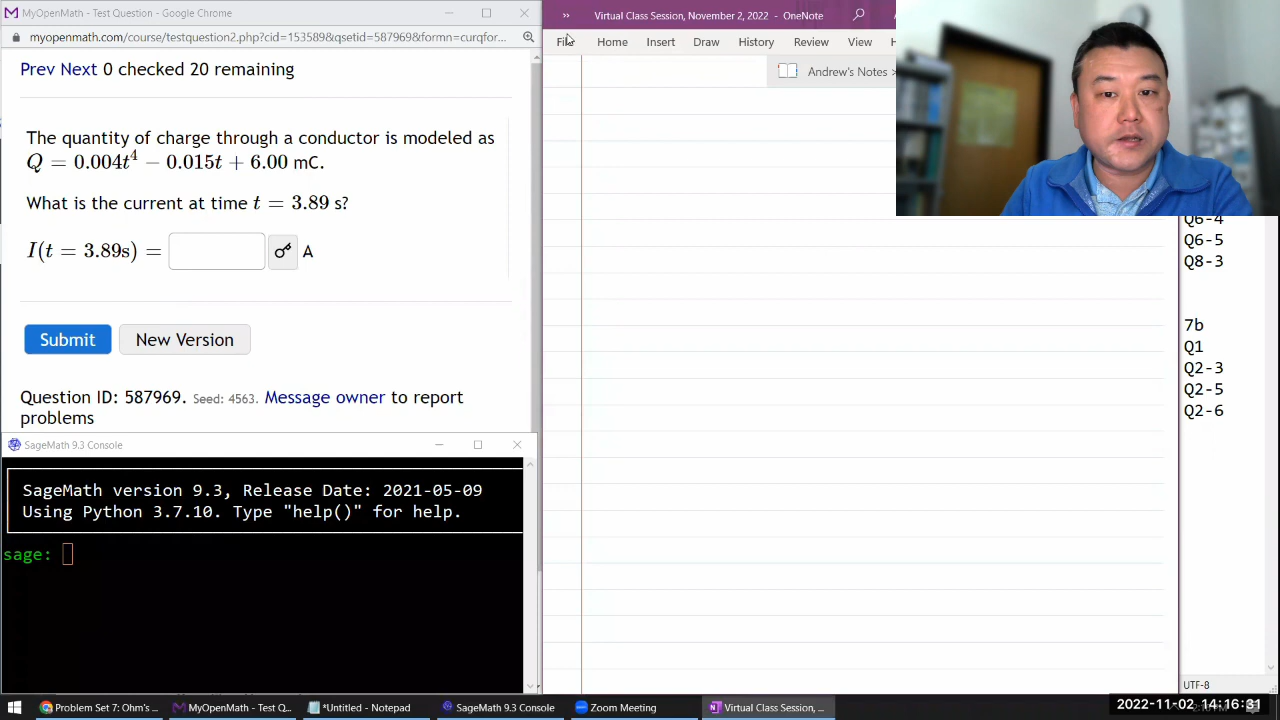 MyOpenMath - Test Question - Google Chrome
myopenmath.com/course/testquestion2.php?cid=153589&qsetid=587969&formn=curqfor...
Prev Next 0 checked 20 remaining
The quantity of charge through a conductor is modeled as
Q = 0.004t⁴ − 0.015t + 6.00 mC.
What is the current at time t = 3.89 s?
I(t = 3.89s) = A
Submit New Version
Question ID: 587969. Seed: 4563. Message owner to report
problems
SageMath 9.3 Console
SageMath version 9.3, Release Date: 2021-05-09
Using Python 3.7.10. Type "help()" for help.
sage:
Virtual Class Session, November 2, 2022 - OneNote
File Home Insert Draw History Review View
Andrew's Notes >
Q6-4
Q6-5
Q8-3
7b
Q1
Q2-3
Q2-5
Q2-6
UTF-8
Problem Set 7: Ohm's ... MyOpenMath - Test Q... *Untitled - Notepad SageMath 9.3 Console Zoom Meeting Virtual Class Session, ...
2022-11-02 14:16:31